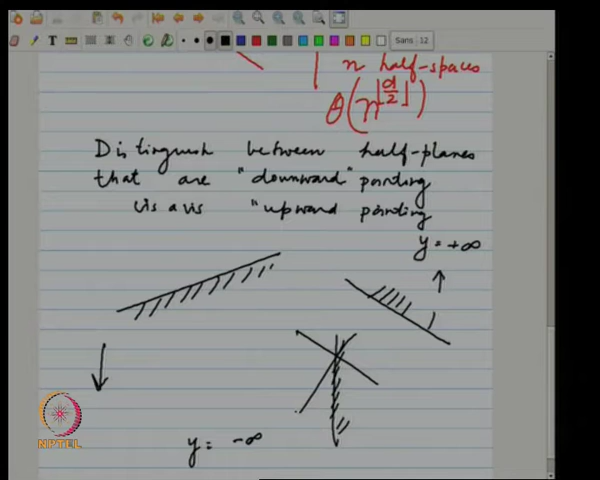 Sans 12
n half-spaces
θ(n^⌊d/2⌋)
Distinguish between half-planes
that are "downward" pointing
vis a vis "upward pointing
y = +∞
y = -∞
NPTEL